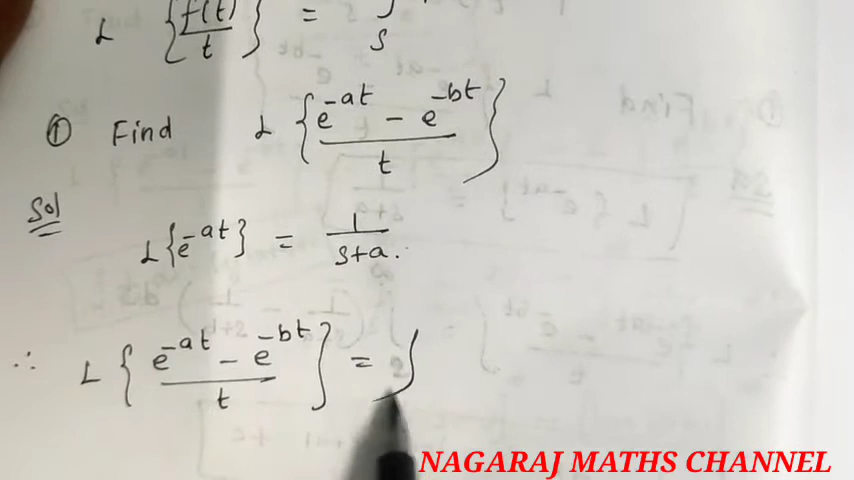 L {f(t)/t} = ∫ s
① Find L {(e^-at - e^-bt)/t}
Sol
L{e^-at} = 1/(s+a).
∴ L {(e^-at - e^-bt)/t} = ∫
NAGARAJ MATHS CHANNEL